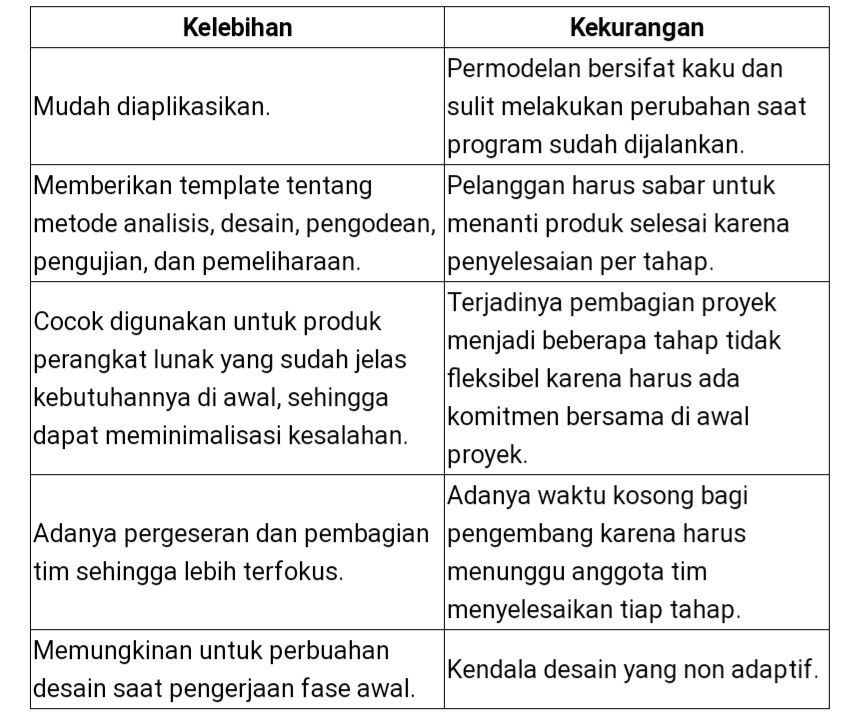 Kelebihan
Kekurangan
Mudah diaplikasikan.
Permodelan bersifat kaku dan
sulit melakukan perubahan saat
program sudah dijalankan.
Memberikan template tentang
metode analisis, desain, pengodean,
pengujian, dan pemeliharaan.
Pelanggan harus sabar untuk
menanti produk selesai karena
penyelesaian per tahap.
Cocok digunakan untuk produk
perangkat lunak yang sudah jelas
kebutuhannya di awal, sehingga
dapat meminimalisasi kesalahan.
Terjadinya pembagian proyek
menjadi beberapa tahap tidak
fleksibel karena harus ada
komitmen bersama di awal
proyek.
Adanya pergeseran dan pembagian
tim sehingga lebih terfokus.
Adanya waktu kosong bagi
pengembang karena harus
menunggu anggota tim
menyelesaikan tiap tahap.
Memungkinan untuk perbuahan
desain saat pengerjaan fase awal.
Kendala desain yang non adaptif.